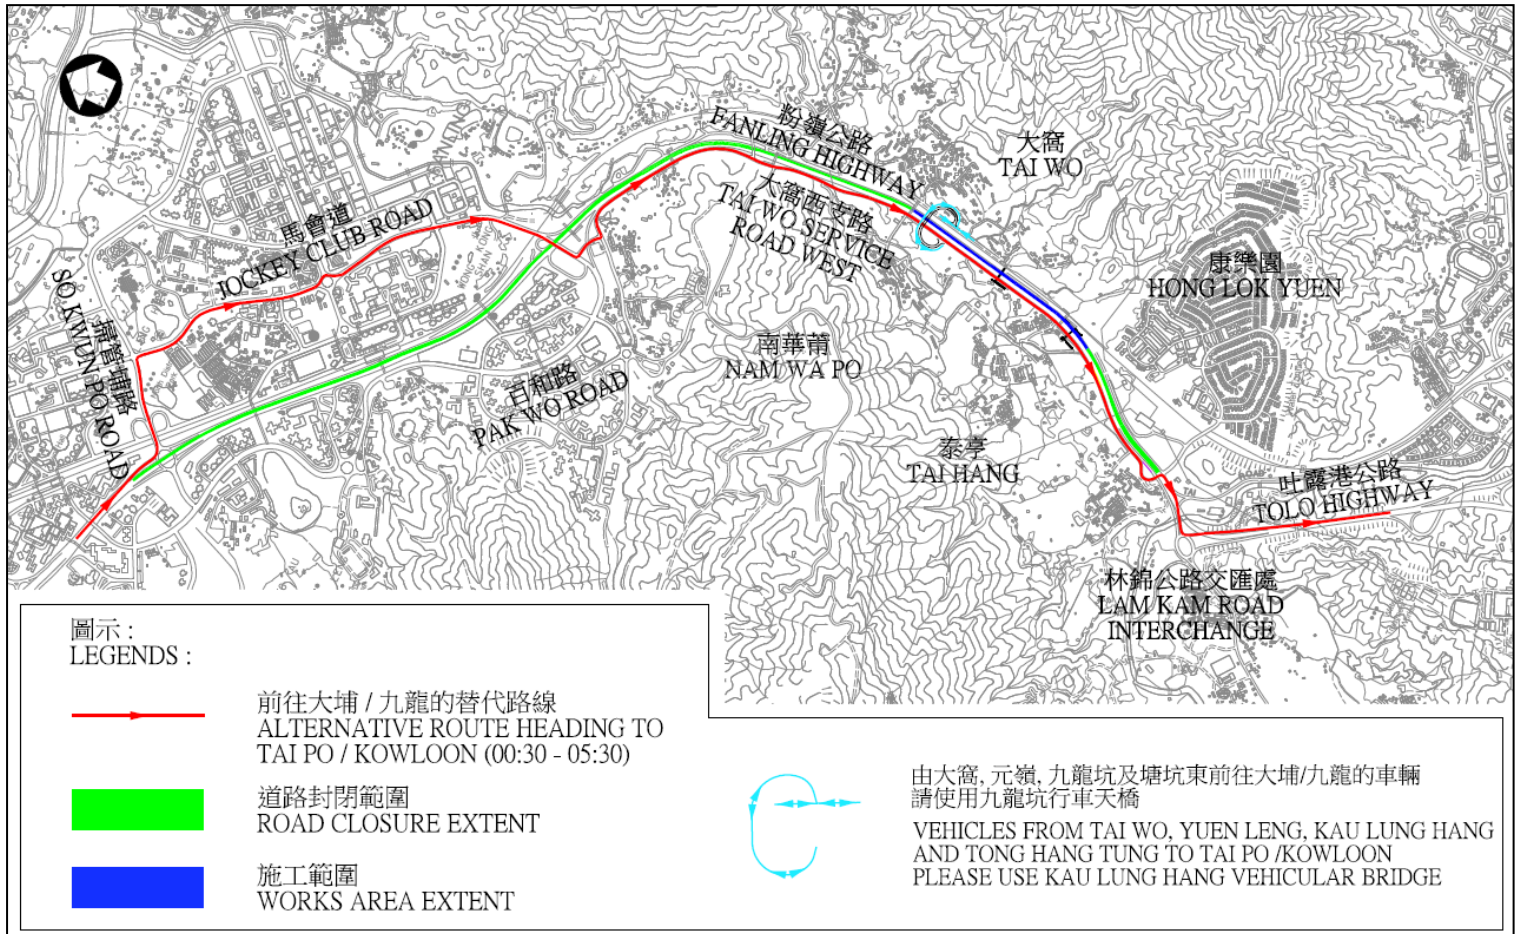 粉嶺公路
FANLING HIGHWAY
大窩
TAI WO
大窩西支路
TAI WO SERVICE
ROAD WEST
馬會道
JOCKEY CLUB ROAD
掃管埔路
SO KWUN PO ROAD
康樂園
HONG LOK YUEN
南華莆
NAM WA PO
百和路
PAK WO ROAD
泰亨
TAI HANG
吐露港公路
TOLO HIGHWAY
林錦公路交匯處
LAM KAM ROAD
INTERCHANGE
圖示 :
LEGENDS :
前往大埔 / 九龍的替代路線
ALTERNATIVE ROUTE HEADING TO
TAI PO / KOWLOON (00:30 - 05:30)
道路封閉範圍
ROAD CLOSURE EXTENT
施工範圍
WORKS AREA EXTENT
由大窩, 元嶺, 九龍坑及塘坑東前往大埔/九龍的車輛
請使用九龍坑行車天橋
VEHICLES FROM TAI WO, YUEN LENG, KAU LUNG HANG
AND TONG HANG TUNG TO TAI PO /KOWLOON
PLEASE USE KAU LUNG HANG VEHICULAR BRIDGE